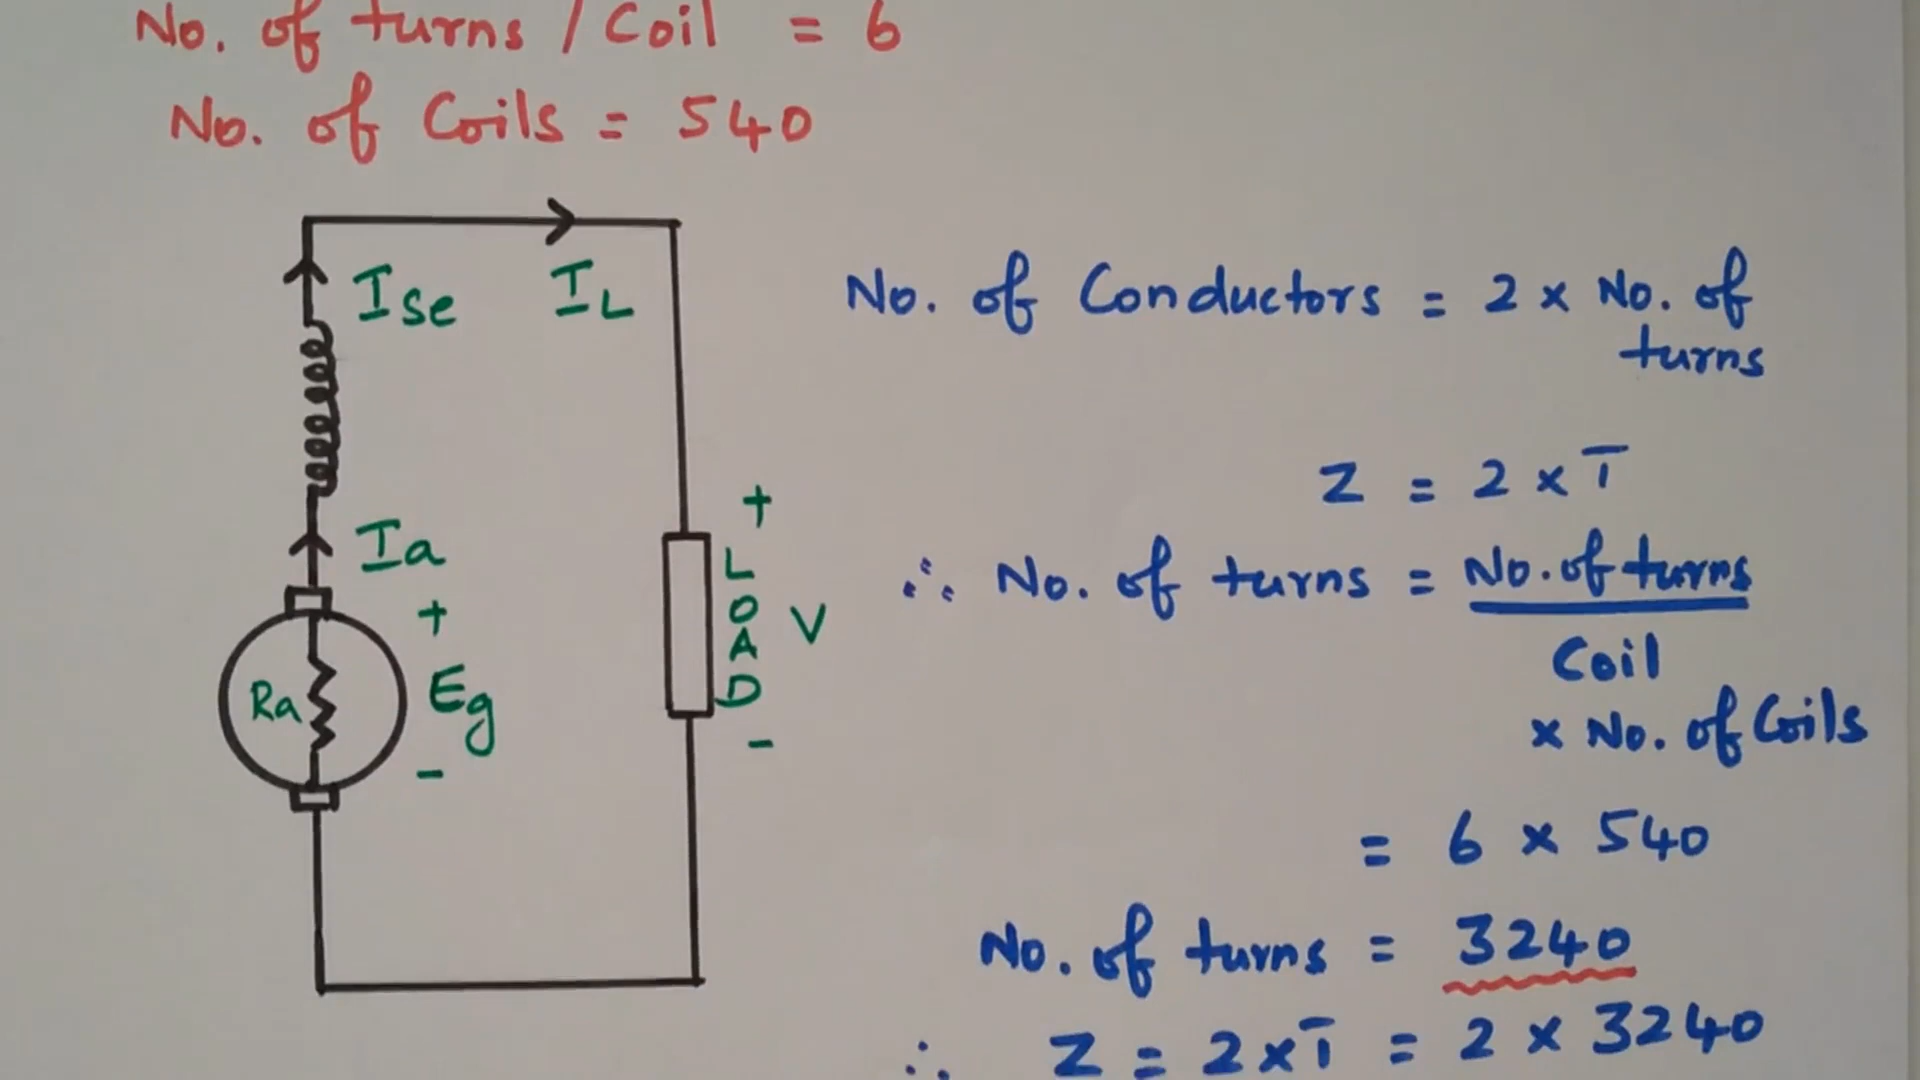 No. of turns / Coil = 6
No. of Coils = 540
Ise
IL
Ia
+
Eg
-
Ra
+
LOAD
V
-
No. of Conductors = 2 × No. of
turns
Z = 2 × T
∴ No. of turns = No. of turns
Coil
× No. of Coils
= 6 × 540
No. of turns = 3240
∴ Z = 2 × T = 2 × 3240